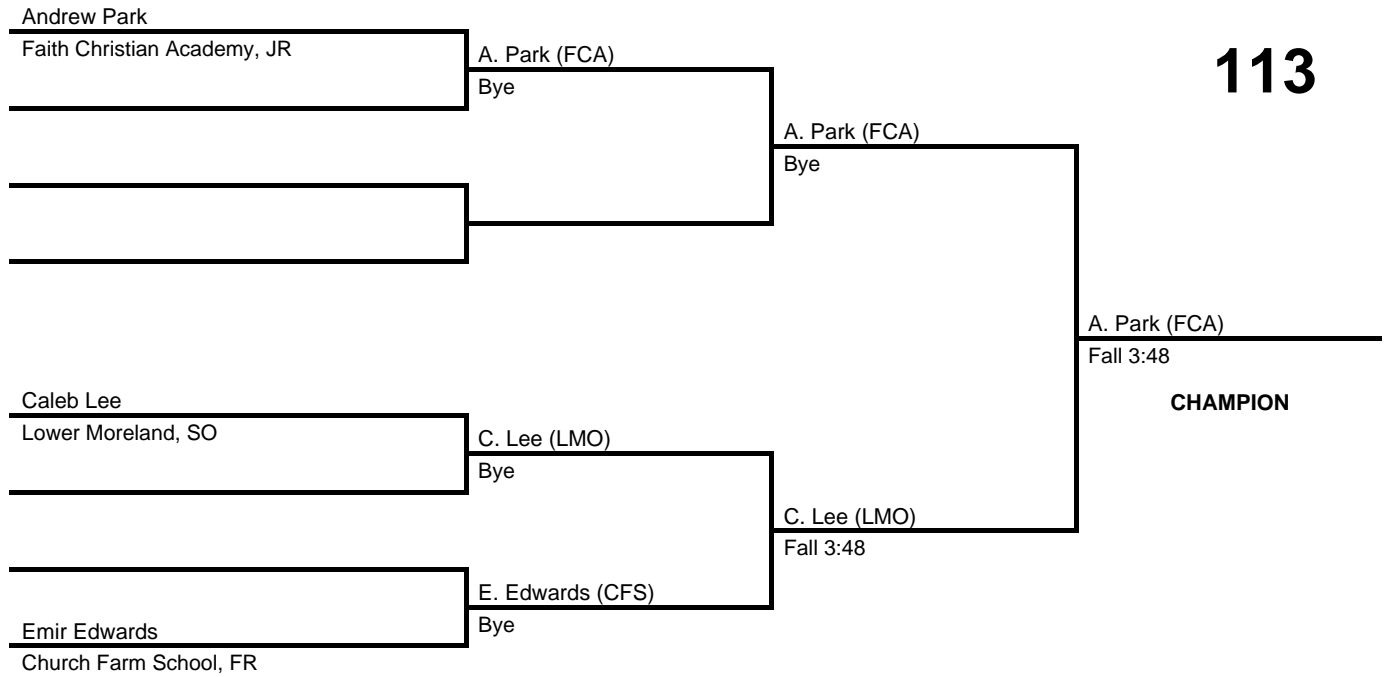 Andrew Park
Faith Christian Academy, JR
A. Park (FCA)
Bye
113
A. Park (FCA)
Bye
A. Park (FCA)
Fall 3:48
CHAMPION
Caleb Lee
Lower Moreland, SO
C. Lee (LMO)
Bye
C. Lee (LMO)
Fall 3:48
E. Edwards (CFS)
Bye
Emir Edwards
Church Farm School, FR